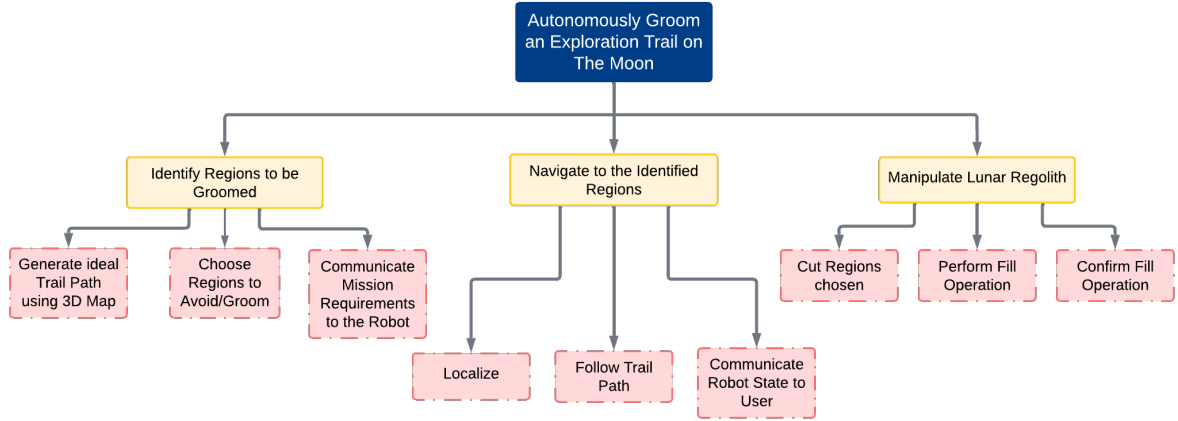 Autonomously Groom
an Exploration Trail on
The Moon
Identify Regions to be
Groomed
Navigate to the Identified
Regions
Manipulate Lunar Regolith
Generate ideal
Trail Path
using 3D Map
Choose
Regions to
Avoid/Groom
Communicate
Mission
Requirements
to the Robot
Localize
Follow Trail
Path
Communicate
Robot State to
User
Cut Regions
chosen
Perform Fill
Operation
Confirm Fill
Operation